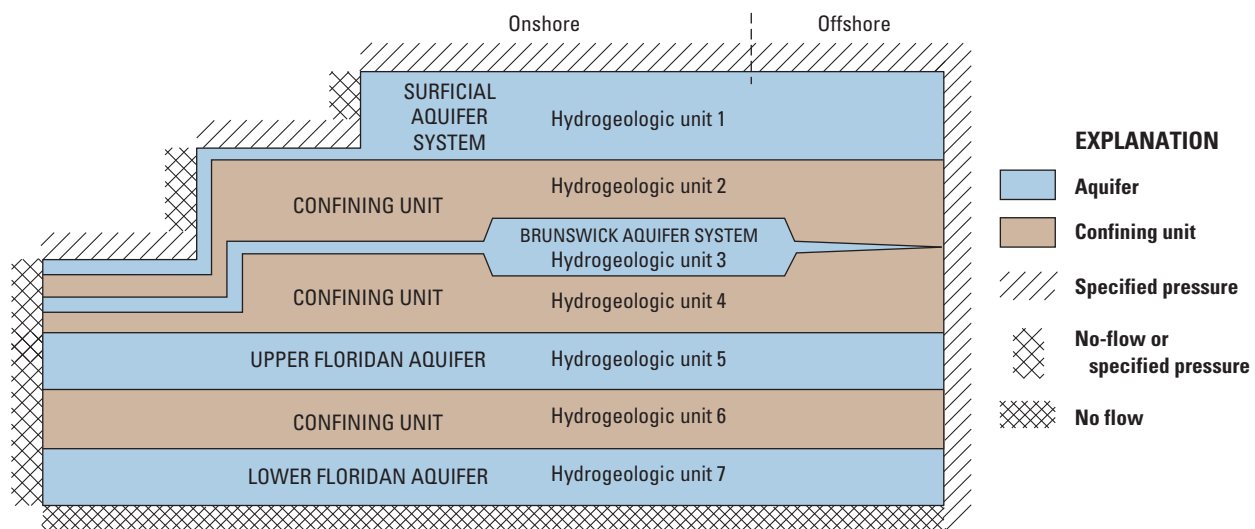 Onshore
Offshore
SURFICIAL
AQUIFER
SYSTEM
Hydrogeologic unit 1
Hydrogeologic unit 2
CONFINING UNIT
BRUNSWICK AQUIFER SYSTEM
Hydrogeologic unit 3
CONFINING UNIT
Hydrogeologic unit 4
UPPER FLORIDAN AQUIFER
Hydrogeologic unit 5
CONFINING UNIT
Hydrogeologic unit 6
LOWER FLORIDAN AQUIFER
Hydrogeologic unit 7
EXPLANATION
Aquifer
Confining unit
Specified pressure
No-flow or
specified pressure
No flow